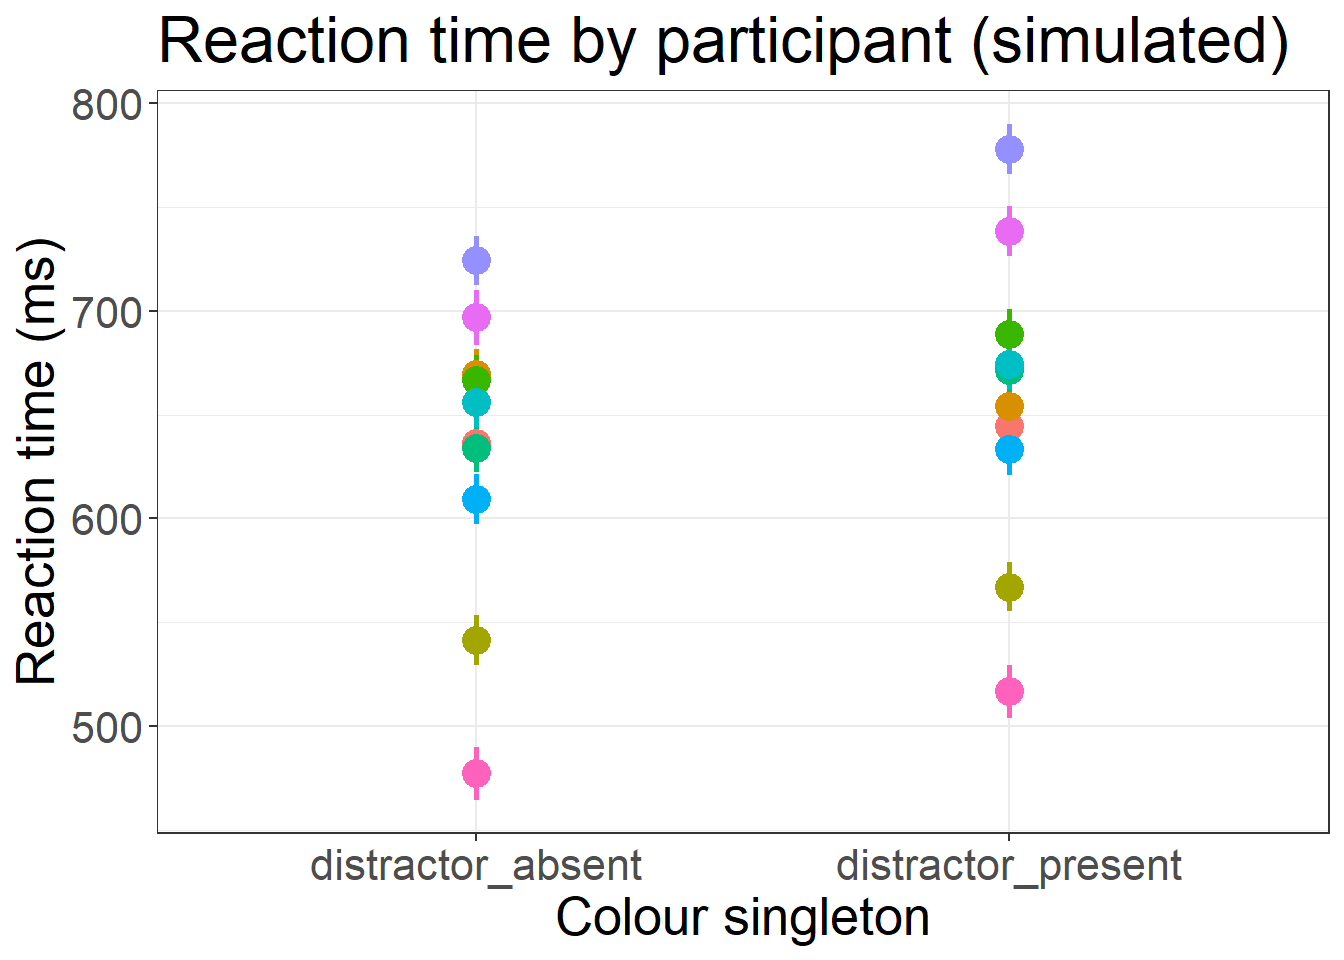 Reaction time by participant (simulated)
800
700
600
500
Reaction time (ms)
distractor_absent
distractor_present
Colour singleton